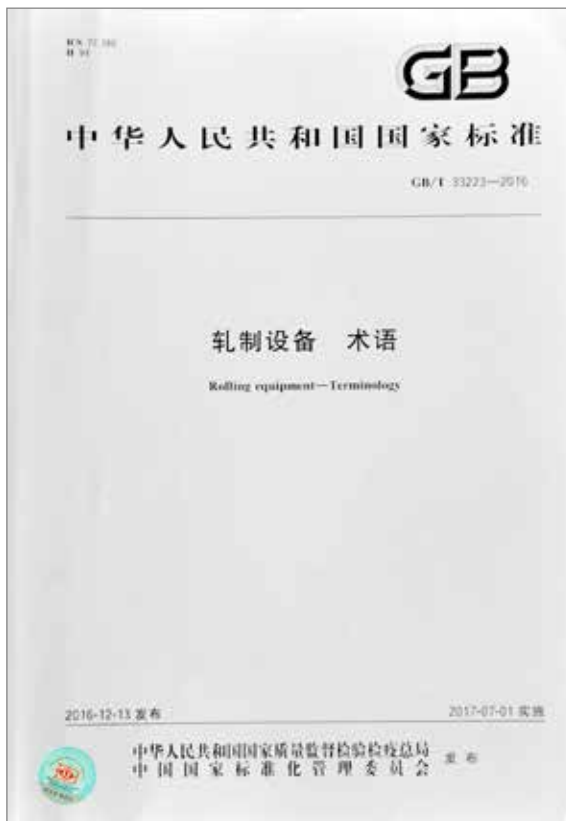 GB
中华人民共和国国家标准
GB/T 33223—2016
轧制设备 术语
Rolling equipment—Terminology
2016-12-13 发布
2017-07-01 实施
中华人民共和国国家质量监督检验检疫总局
中国国家标准化管理委员会
发布